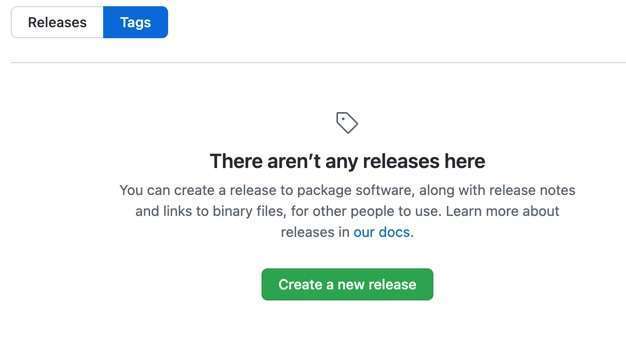 Releases
Tags
There aren’t any releases here
You can create a release to package software, along with release notes
and links to binary files, for other people to use. Learn more about
releases in our docs.
Create a new release